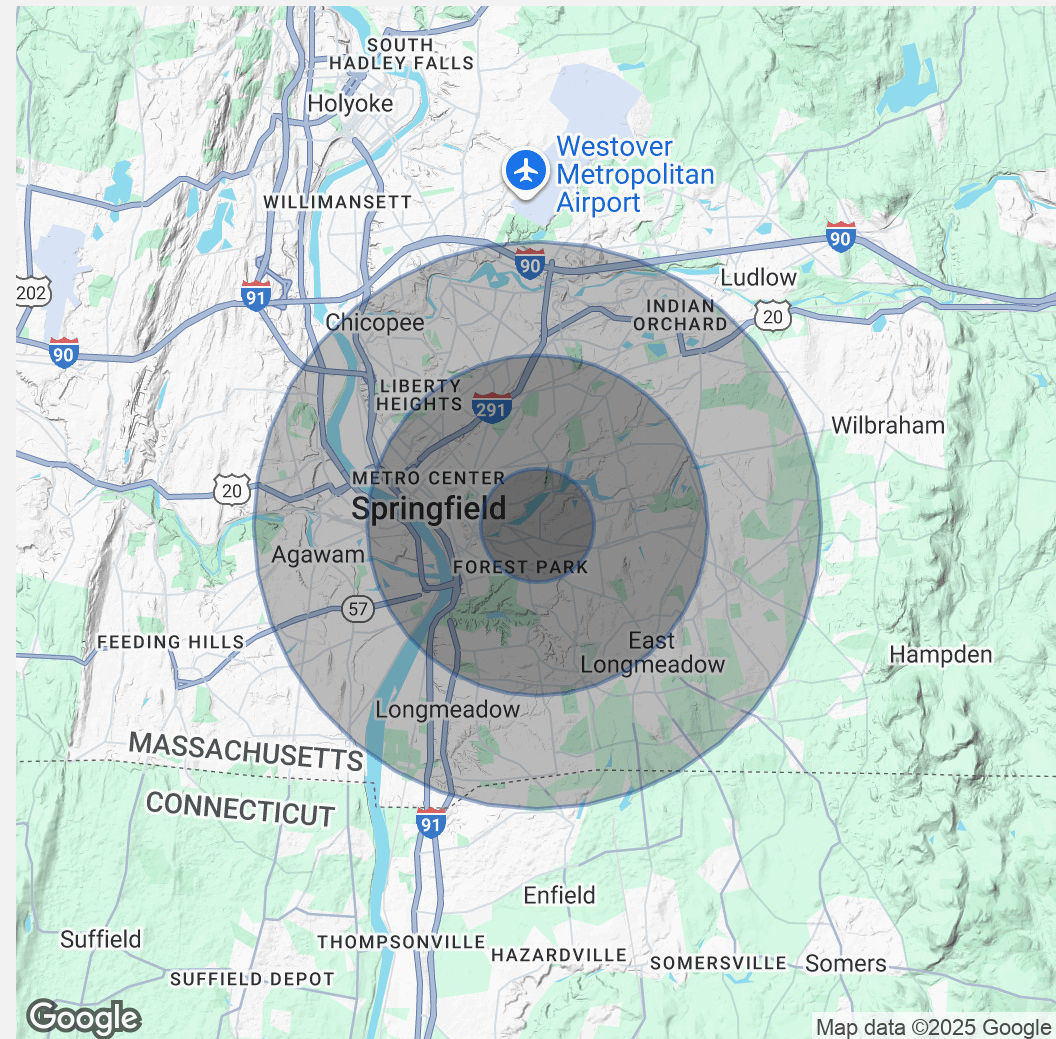 SOUTH
HADLEY FALLS
Holyoke
Westover
Metropolitan
Airport
WILLIMANSETT
90
90
Ludlow
202
91
INDIAN
ORCHARD
20
Chicopee
90
LIBERTY
HEIGHTS
291
Wilbraham
METRO CENTER
20
Springfield
Agawam
FOREST PARK
57
FEEDING HILLS
East
Longmeadow
Hampden
Longmeadow
MASSACHUSETTS
CONNECTICUT
91
Enfield
Suffield
THOMPSONVILLE
HAZARDVILLE
SOMERSVILLE
Somers
SUFFIELD DEPOT
Google
Map data ©2025 Google